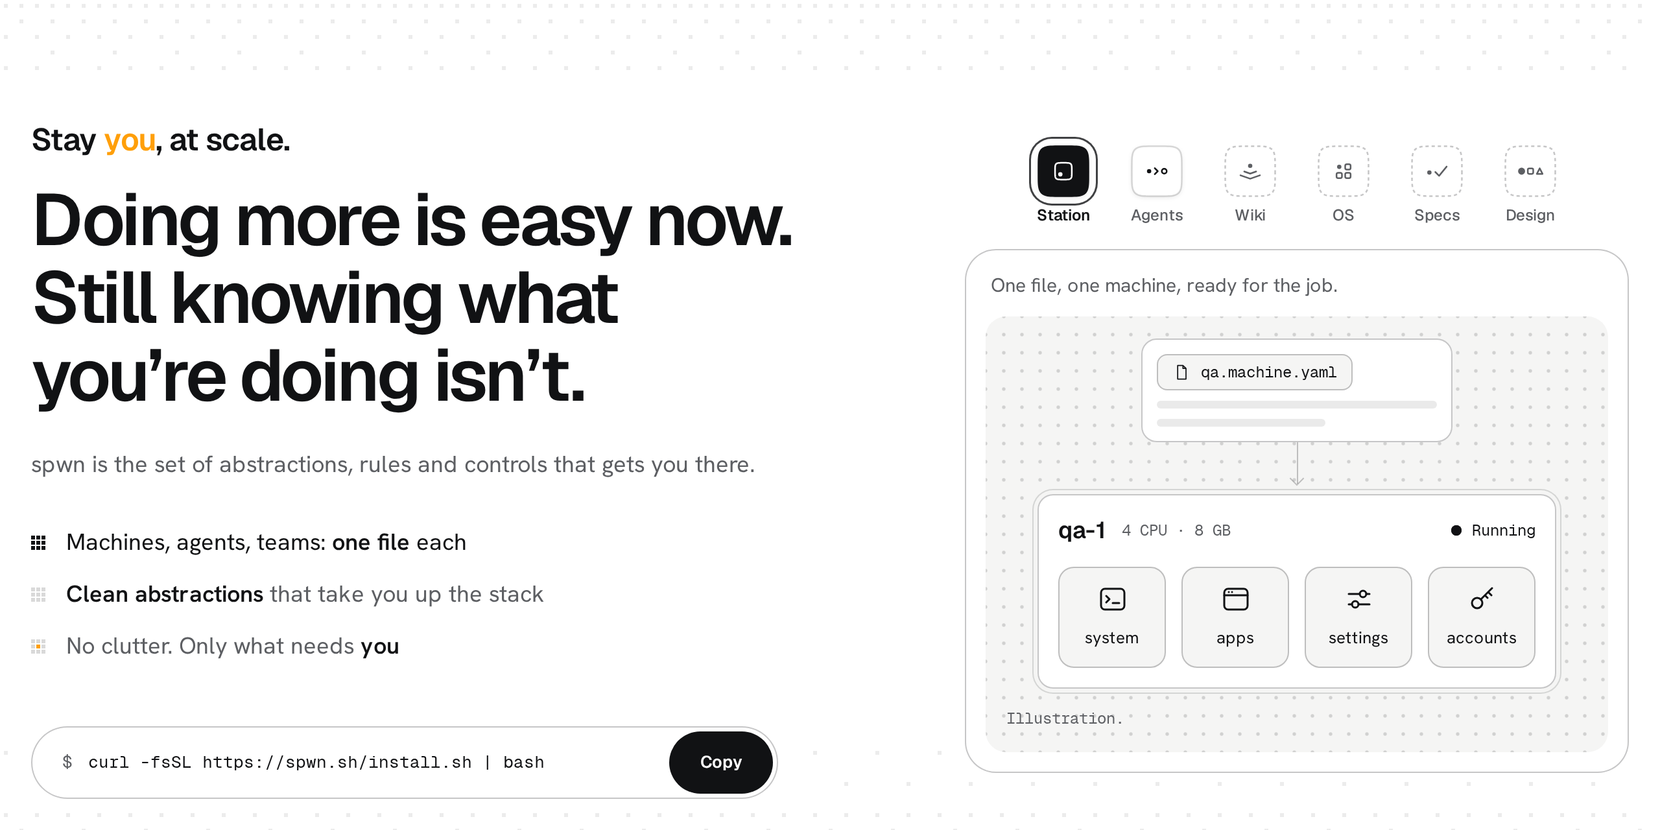 Stay you, at scale.
Doing more is easy now.
Still knowing what
you’re doing isn’t.
spwn is the set of abstractions, rules and controls that gets you there.
Machines, agents, teams: one file each
Clean abstractions that take you up the stack
No clutter. Only what needs you
$ curl -fsSL https://spwn.sh/install.sh | bash
Copy
Station Agents Wiki OS Specs Design
One file, one machine, ready for the job.
qa.machine.yaml
qa-1 4 CPU · 8 GB Running
system apps settings accounts
Illustration.